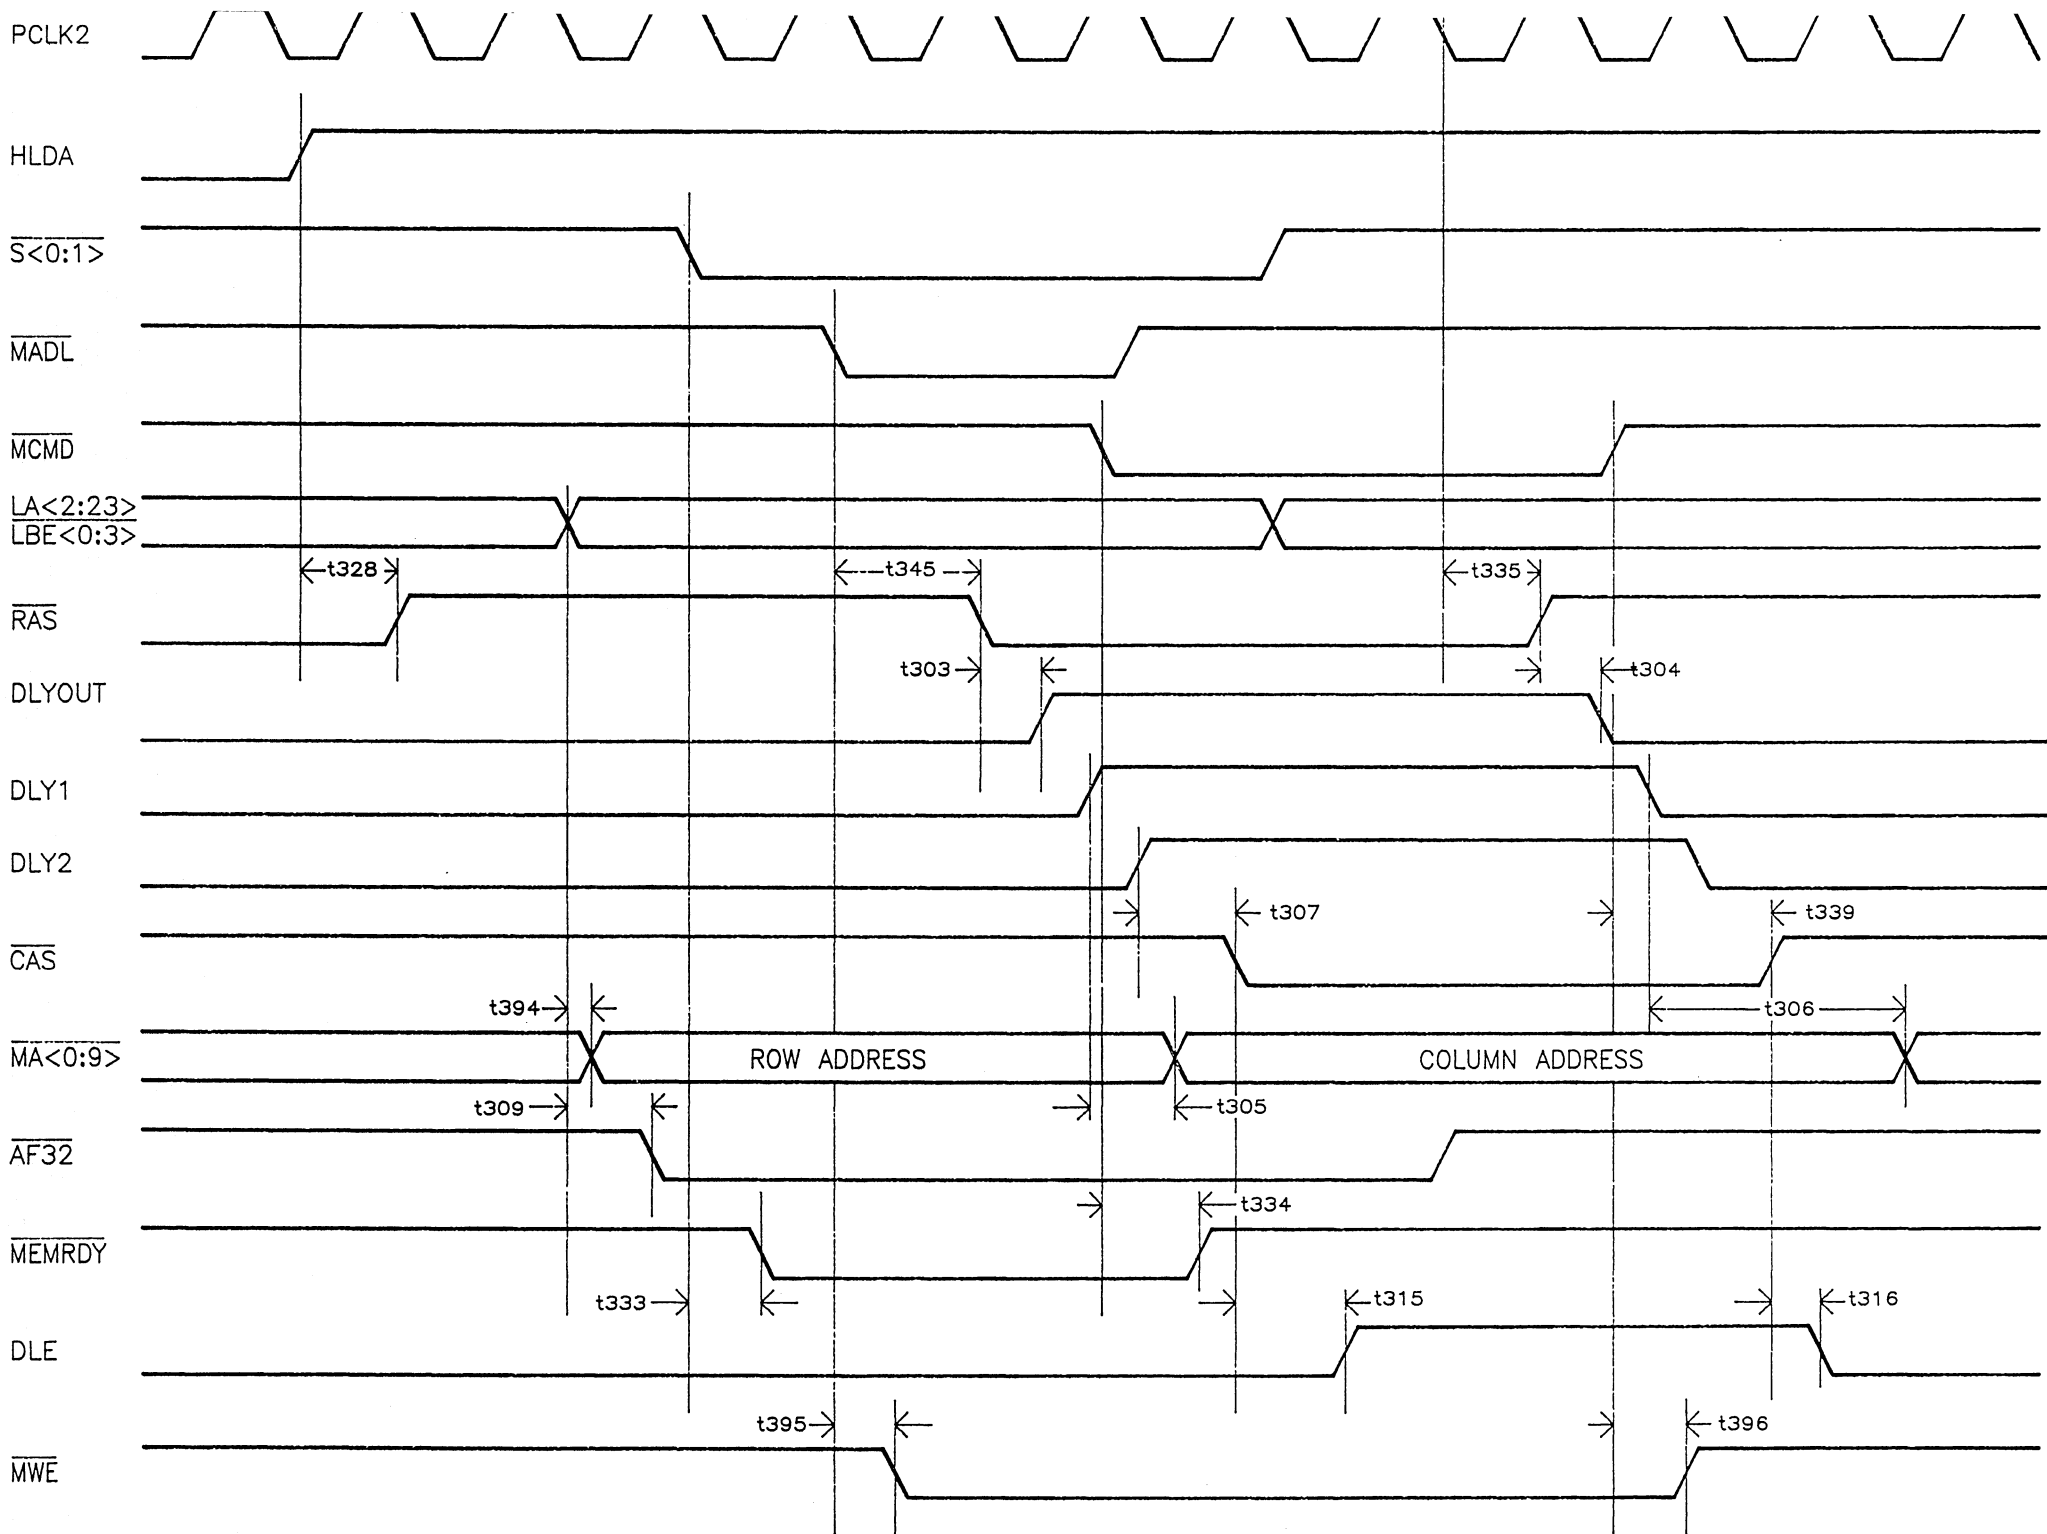 PCLK2
HLDA
S<0:1>
MADL
MCMD
LA<2:23>
LBE<0:3>
t328
t345
t335
RAS
t303
t304
DLYOUT
DLY1
DLY2
t307
t339
CAS
t394
t306
MA<0:9>
ROW ADDRESS
COLUMN ADDRESS
t309
t305
AF32
t334
MEMRDY
t333
t315
t316
DLE
t395
t396
MWE